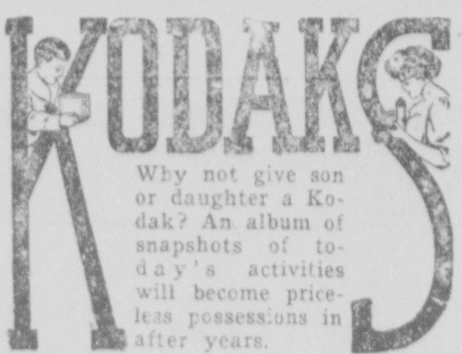 KODAKS
Why not give son
or daughter a Ko-
dak? An album of
snapshots of to-
day's activities
will become price-
less possessions in
after years.